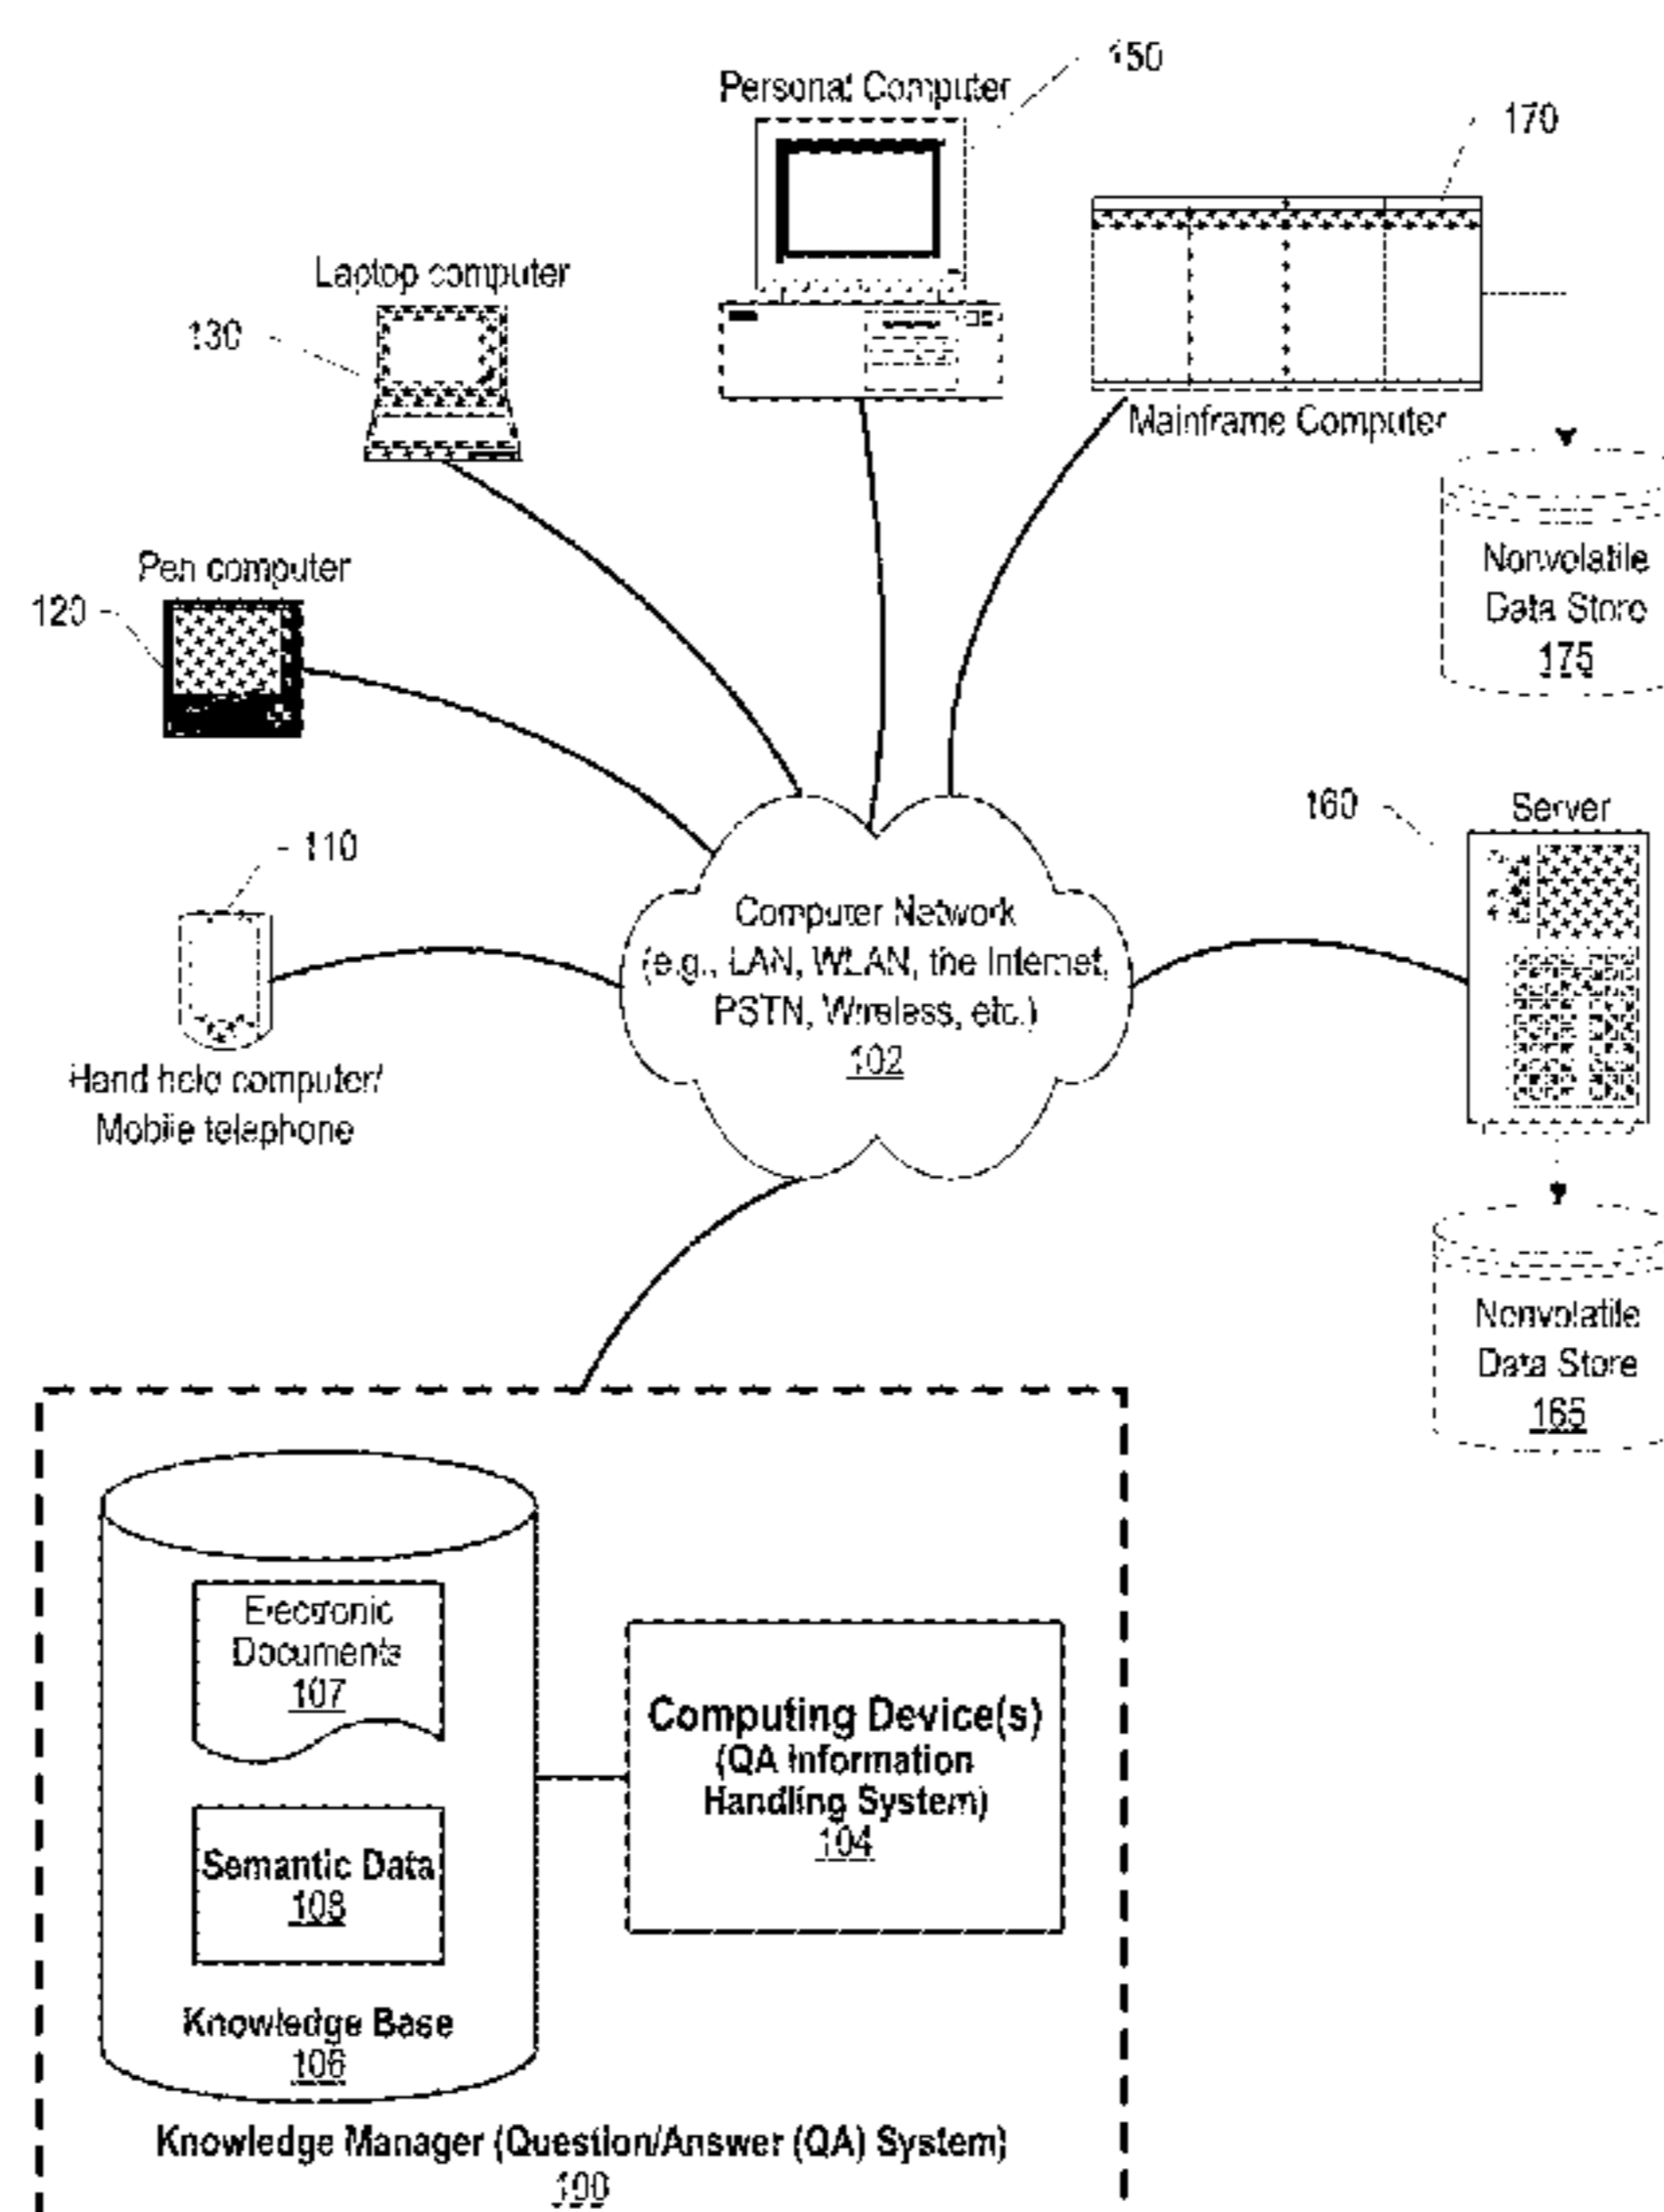 Personal Computer
150
170
Laptop computer
130
Mainframe Computer
Nonvolatile
Data Store
175
Pen computer
120
160
Server
110
Computer Network
(e.g., LAN, WLAN, the Internet,
PSTN, Wireless, etc.)
102
Hand held computer/
Mobile telephone
Nonvolatile
Data Store
165
Electronic
Documents
107
Computing Device(s)
(QA Information
Handling System)
104
Semantic Data
108
Knowledge Base
106
Knowledge Manager (Question/Answer (QA) System)
100